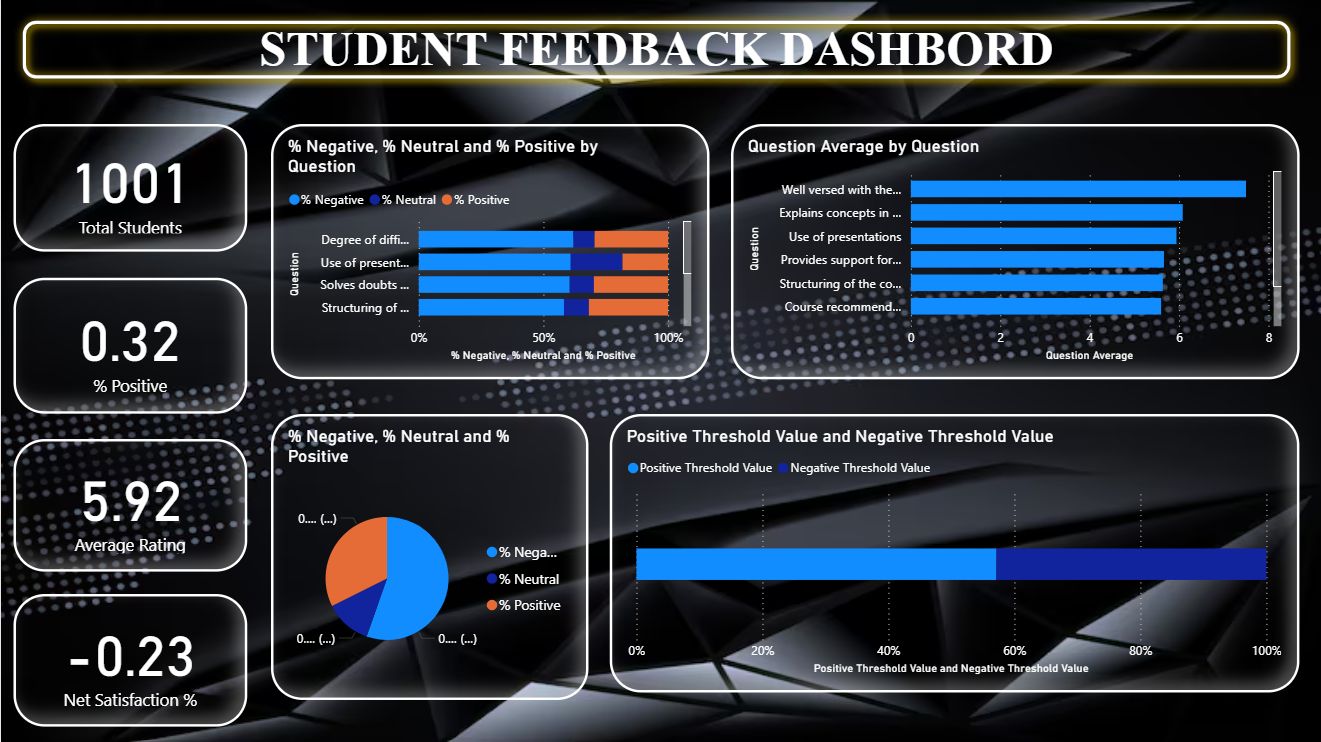 STUDENT FEEDBACK DASHBORD
1001
Total Students
0.32
% Positive
5.92
Average Rating
-0.23
Net Satisfaction %
% Negative, % Neutral and % Positive by
Question
% Negative % Neutral % Positive
Question
Degree of diffi...
Use of present...
Solves doubts ...
Structuring of ...
0% 50% 100%
% Negative, % Neutral and % Positive
Question Average by Question
Question
Well versed with the...
Explains concepts in ...
Use of presentations
Provides support for...
Structuring of the co...
Course recommend...
0 2 4 6 8
Question Average
% Negative, % Neutral and %
Positive
0.... (...)
0.... (...)
0.... (...)
% Nega...
% Neutral
% Positive
Positive Threshold Value and Negative Threshold Value
Positive Threshold Value Negative Threshold Value
0% 20% 40% 60% 80% 100%
Positive Threshold Value and Negative Threshold Value